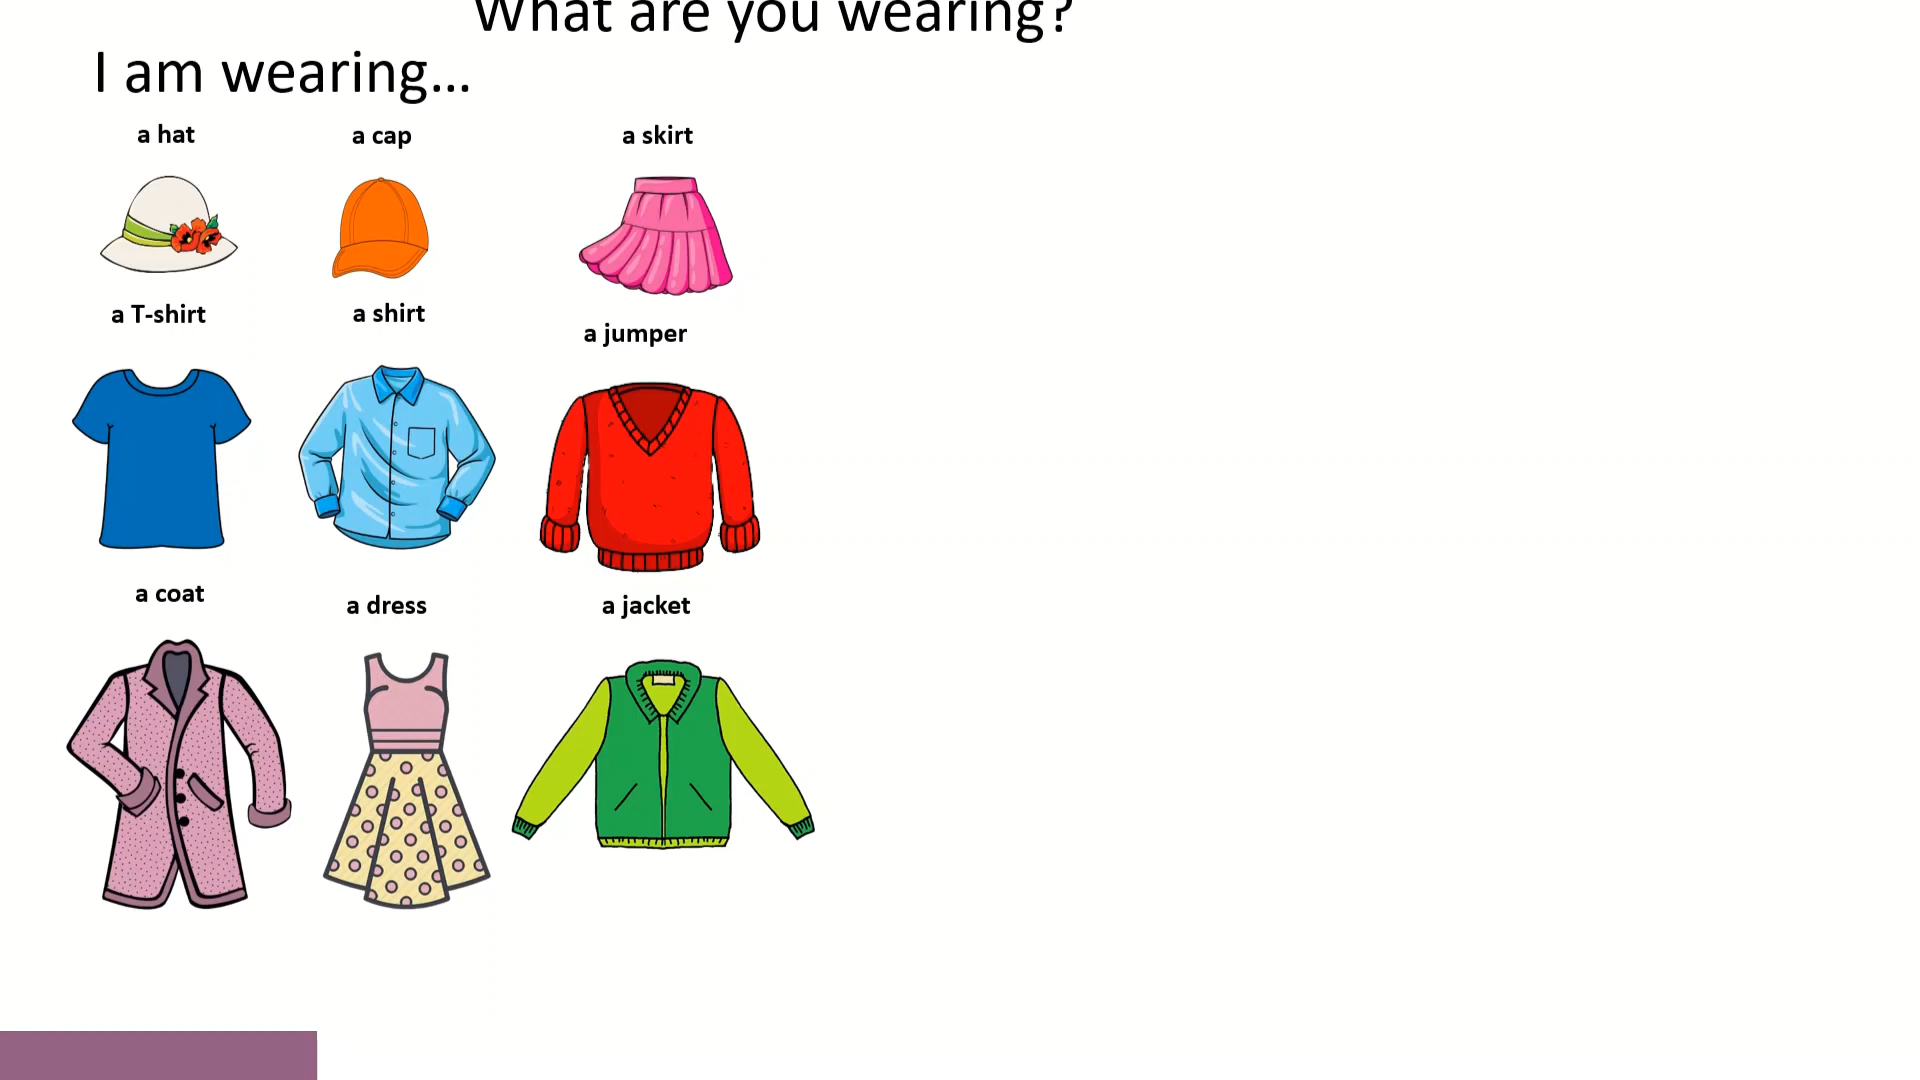 What are you wearing?
I am wearing...
a hat
a cap
a skirt
a T-shirt
a shirt
a jumper
a coat
a dress
a jacket